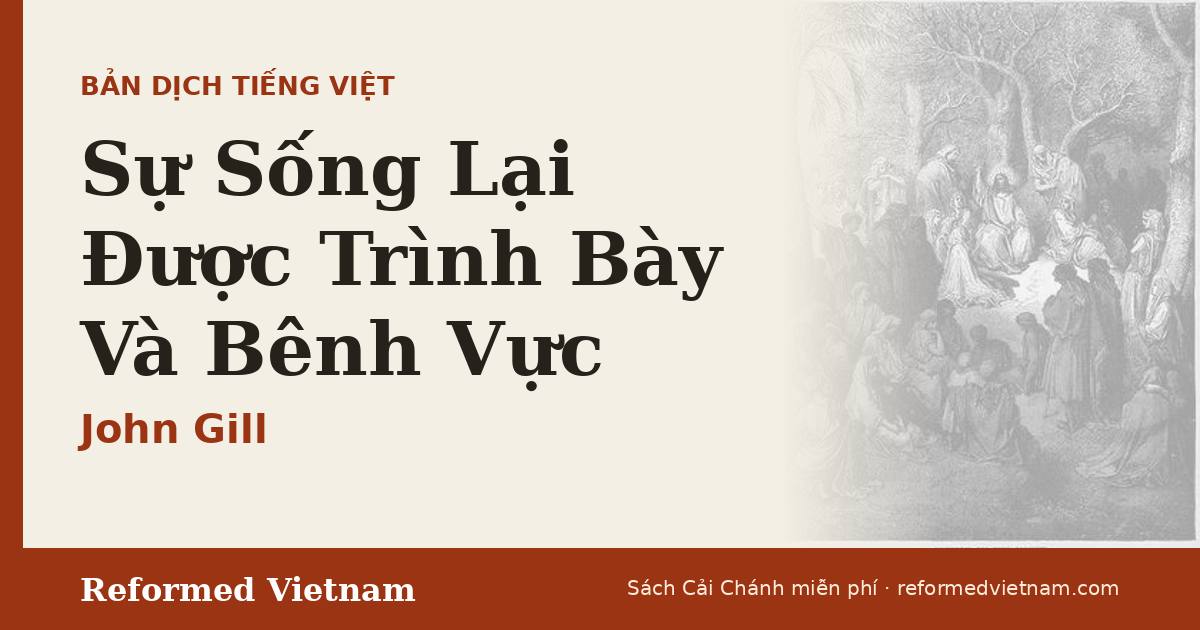 BẢN DỊCH TIẾNG VIỆT
Sự Sống Lại
Được Trình Bày
Và Bênh Vực
John Gill
Reformed Vietnam
Sách Cải Chánh miễn phí · reformedvietnam.com